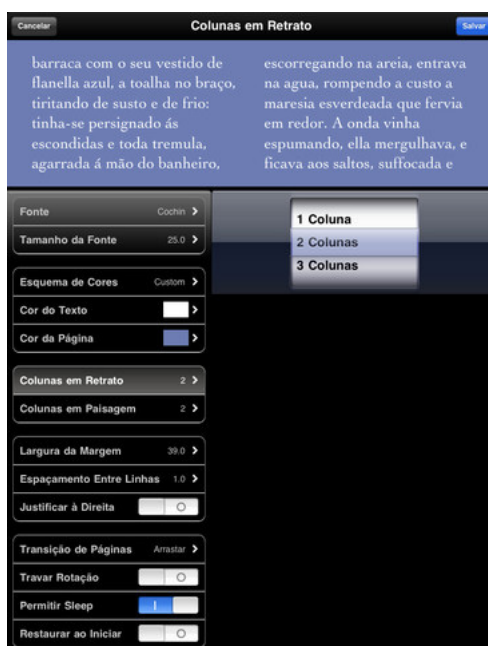 Cancelar
Colunas em Retrato
Salvar
barraca com o seu vestido de
flanella azul, a toalha no braço,
tiritando de susto e de frio:
tinha-se persignado ás
escondidas e toda tremula,
agarrada á mão do banheiro,
escorregando na areia, entrava
na agua, rompendo a custo a
maresia esverdeada que fervia
em redor. A onda vinha
espumando, ella mergulhava, e
ficava aos saltos, suffocada e
Fonte Cochin
Tamanho da Fonte 25.0
Esquema de Cores Custom
Cor do Texto
Cor da Página
Colunas em Retrato 2
Colunas em Paisagem 2
Largura da Margem 39.0
Espaçamento Entre Linhas 1.0
Justificar à Direita
Transição de Páginas Arrastar
Travar Rotação
Permitir Sleep
Restaurar ao Iniciar
1 Coluna
2 Colunas
3 Colunas